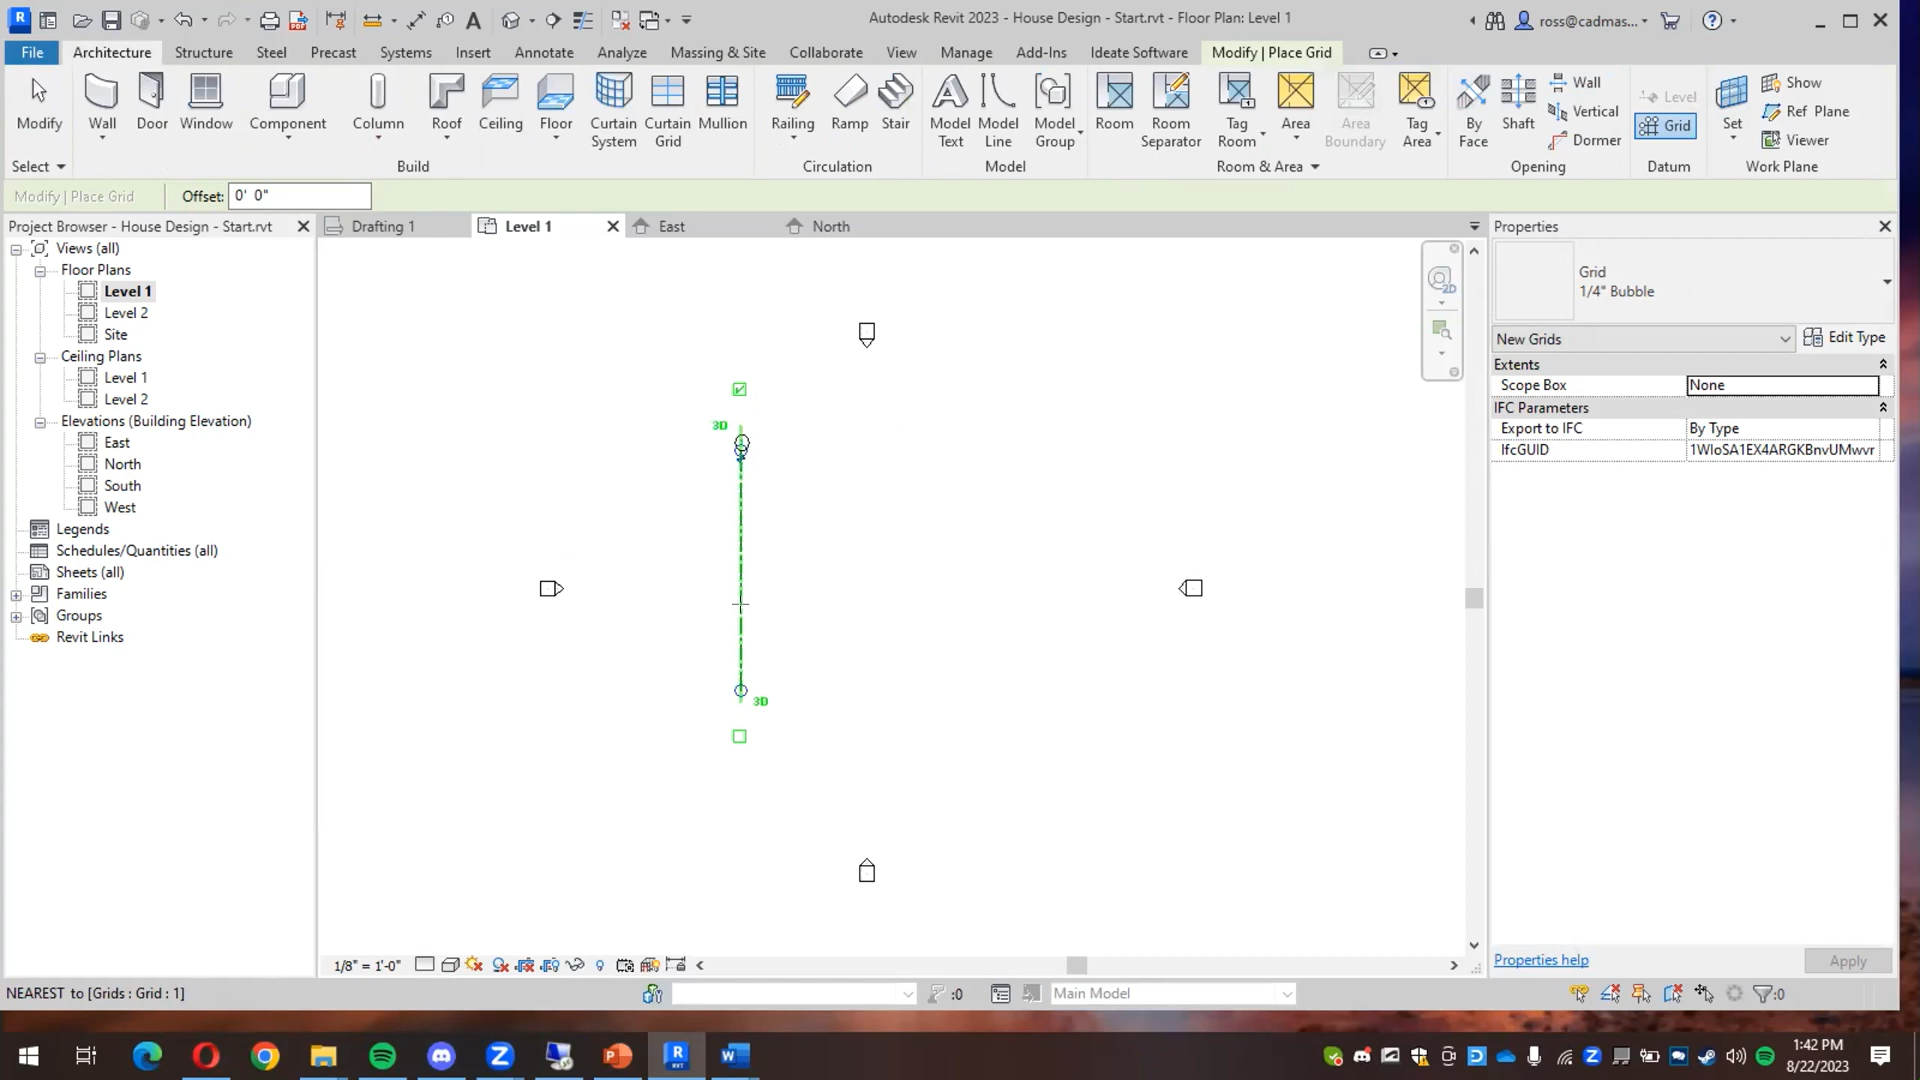 Autodesk Revit 2023 - House Design - Start.rvt - Floor Plan: Level 1
ross@cadmas...
File Architecture Structure Steel Precast Systems Insert Annotate Analyze Massing & Site Collaborate View Manage Add-Ins Ideate Software Modify | Place Grid
Modify Wall Door Window Component Column Roof Ceiling Floor Curtain System Curtain Grid Mullion Railing Ramp Stair Model Text Model Line Model Group Room Room Separator Tag Room Area Area Boundary Tag Area By Face Shaft Wall Vertical Dormer Level Grid Set Show Ref Plane Viewer
Select Build Circulation Model Room & Area Opening Datum Work Plane
Modify | Place Grid Offset: 0' 0"
Project Browser - House Design - Start.rvt
Views (all)
Floor Plans
Level 1
Level 2
Site
Ceiling Plans
Level 1
Level 2
Elevations (Building Elevation)
East
North
South
West
Legends
Schedules/Quantities (all)
Sheets (all)
Families
Groups
Revit Links
Drafting 1 Level 1 East North
2D
3D
3D
Properties
Grid
1/4" Bubble
New Grids Edit Type
Extents
Scope Box None
IFC Parameters
Export to IFC By Type
IfcGUID 1WIoSA1EX4ARGKBnvUMwvr
Properties help Apply
1/8" = 1'-0"
NEAREST to [Grids : Grid : 1] :0 Main Model :0
1:42 PM
8/22/2023